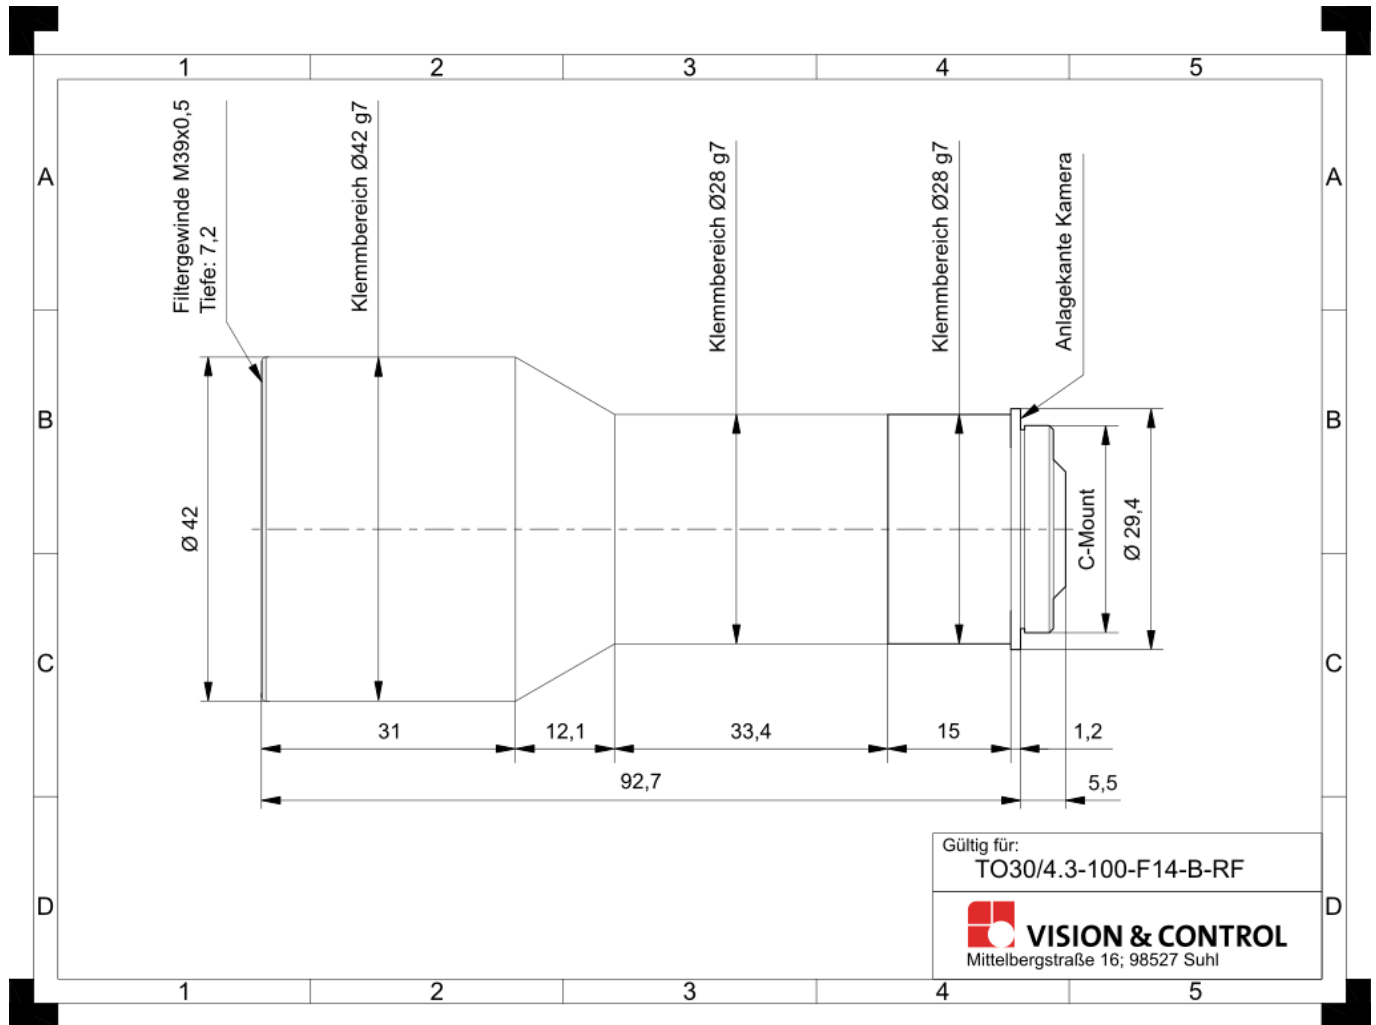 1 2 3 4 5
A A
B B
C C
D D
Filtergewinde M39x0,5
Tiefe: 7,2
Klemmbereich Ø42 g7
Klemmbereich Ø28 g7
Klemmbereich Ø28 g7
Anlagekante Kamera
Ø 42
C-Mount
Ø 29,4
31 12,1 33,4 15 1,2
92,7 5,5
Gültig für:
TO30/4.3-100-F14-B-RF
VISION & CONTROL
Mittelbergstraße 16; 98527 Suhl
1 2 3 4 5